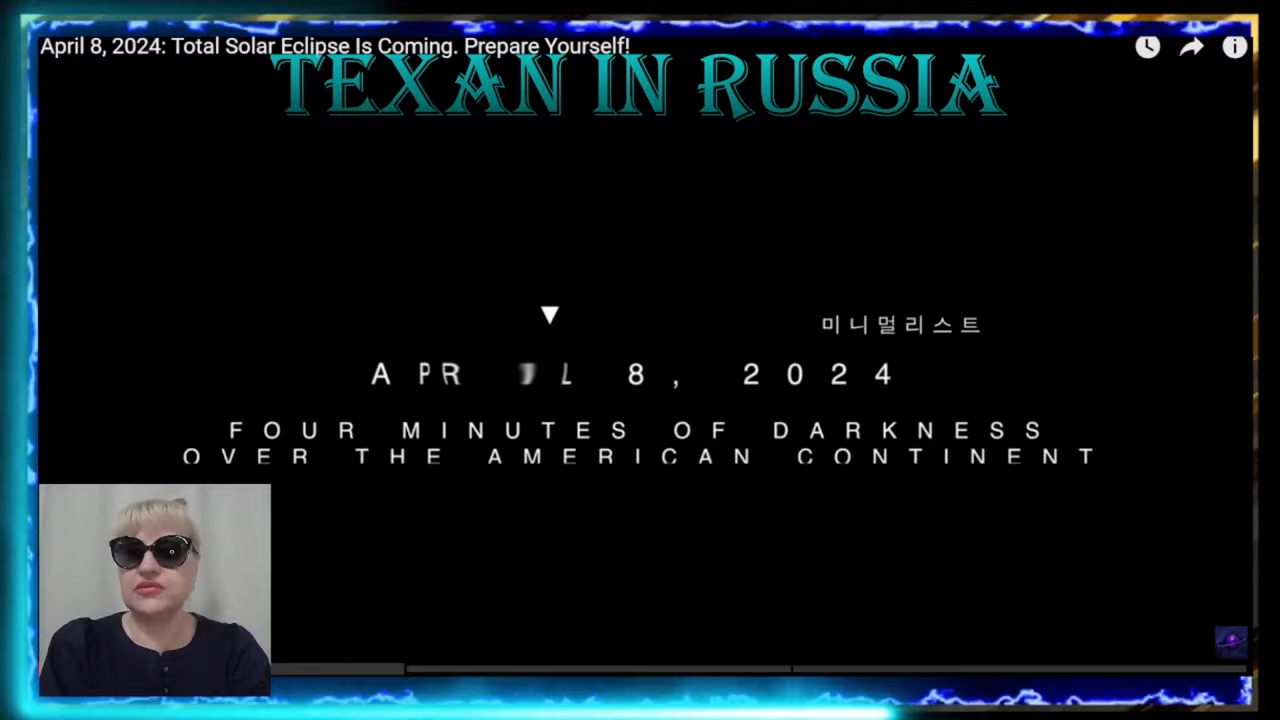 April 8, 2024: Total Solar Eclipse Is Coming. Prepare Yourself!
TEXAN IN RUSSIA
미니멀리스트
8, 2024
FOUR MINUTES OF DARKNESS
OVER THE AMERICAN CONTINENT